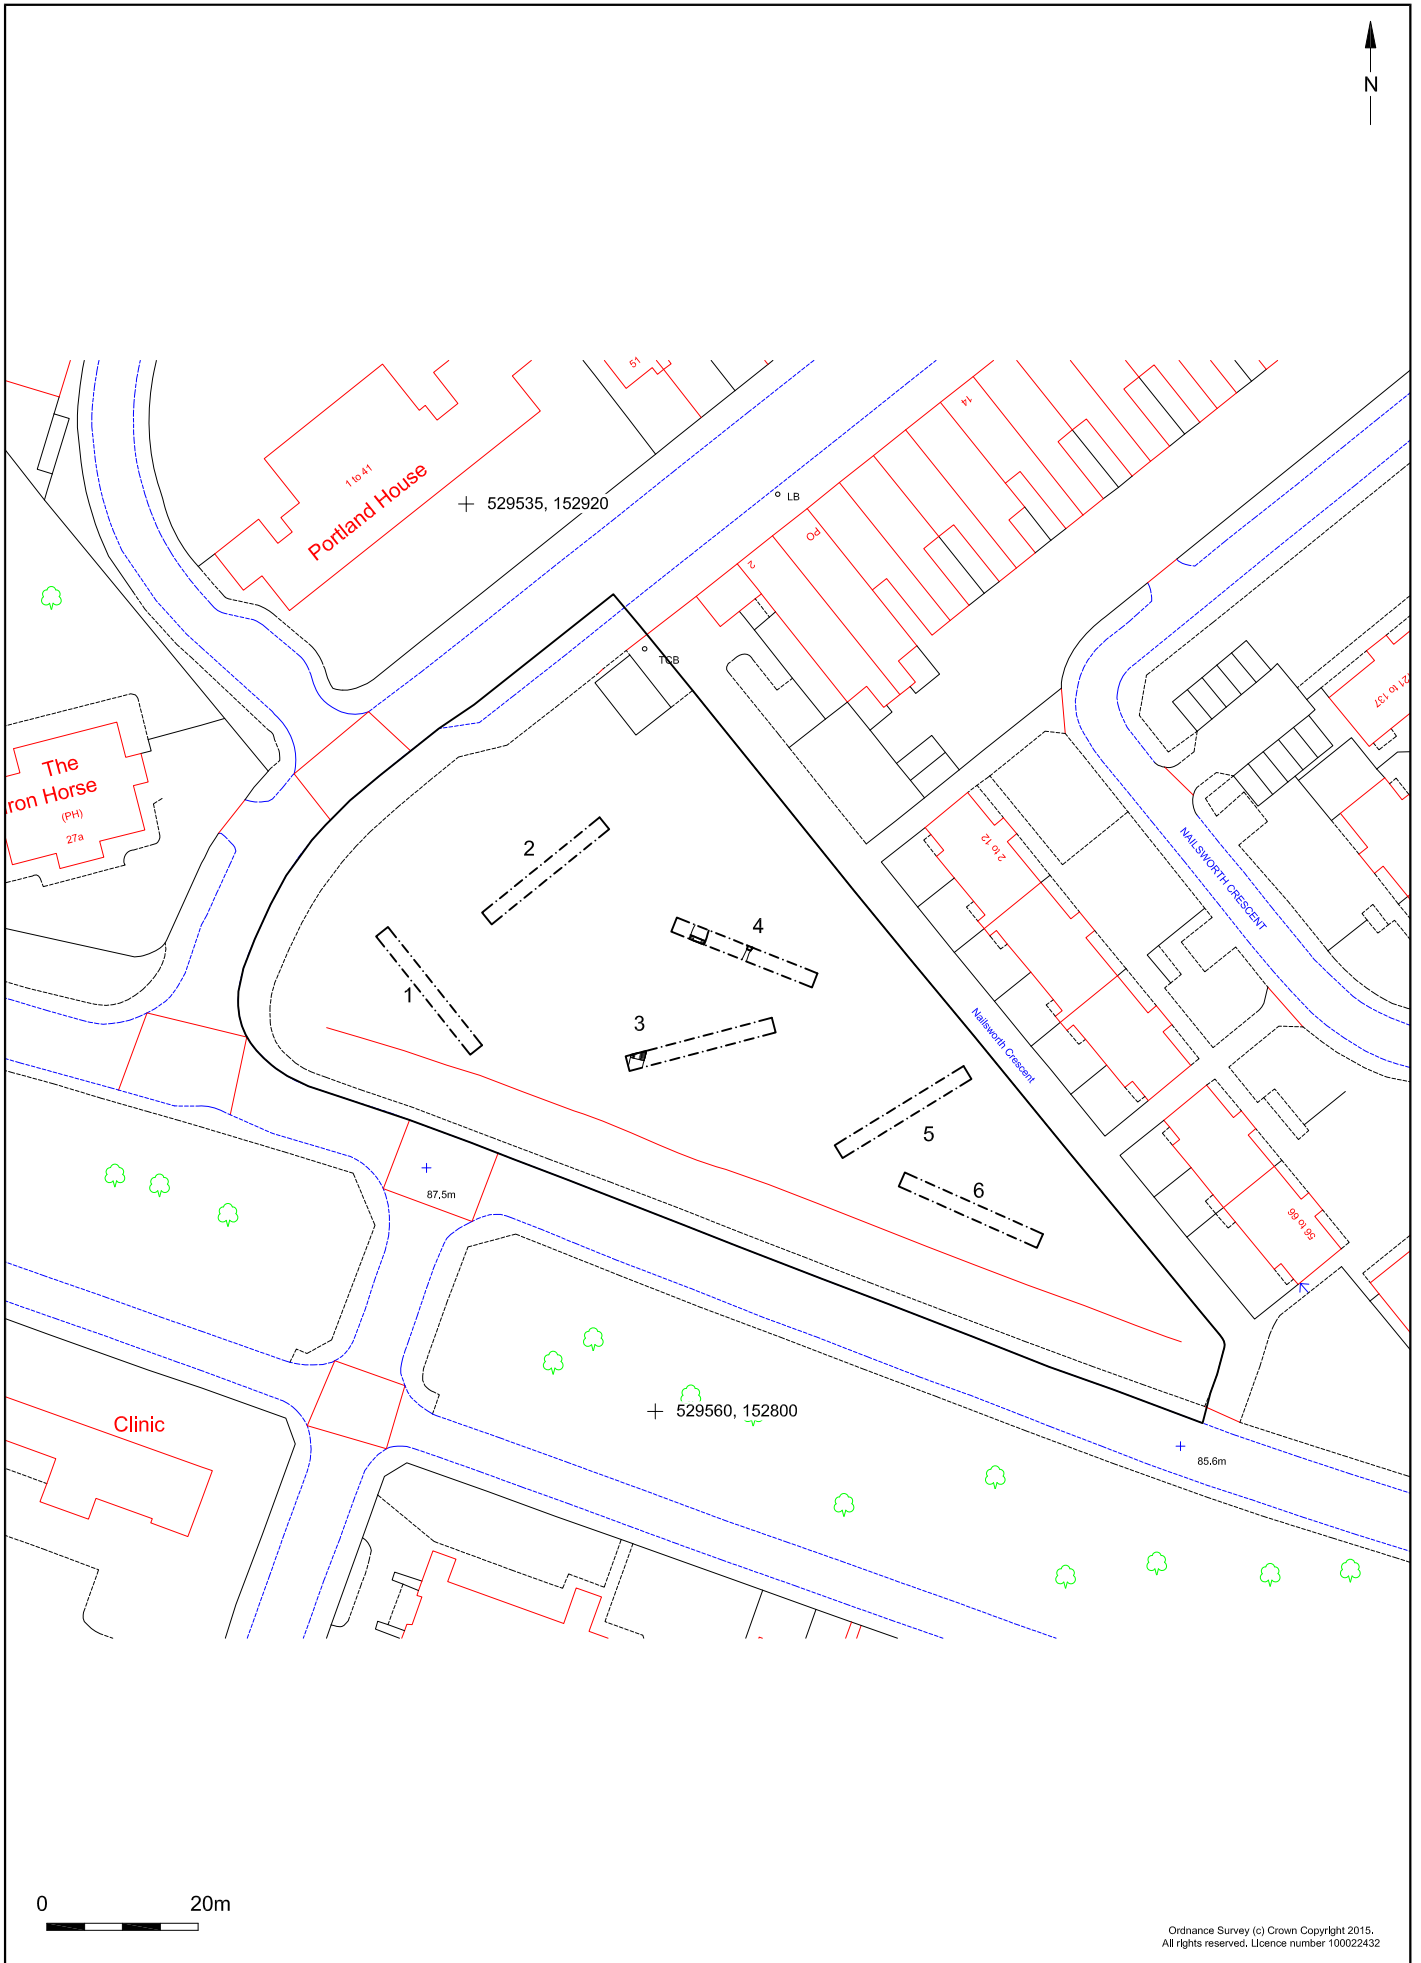 N
51
14
1 to 41
Portland House
529535, 152920
LB
PO
2
TCB
121 to 137
The
Iron Horse
(PH)
27a
NAILSWORTH CRESCENT
2 to 12
2
4
1
3
Nailsworth Crescent
5
6
87.5m
56 to 66
529560, 152800
Clinic
85.6m
0 20m
Ordnance Survey (c) Crown Copyright 2015.
All rights reserved. Licence number 100022432